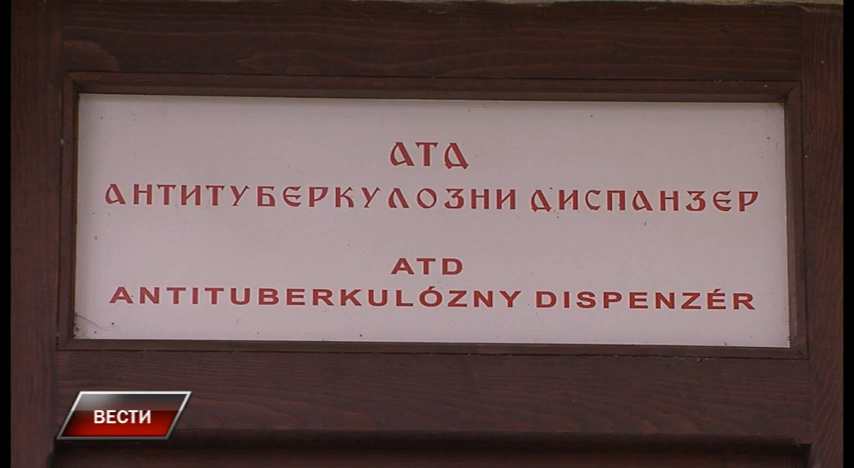 АТД
АНТИТУБЕРКУЛОЗНИ ДИСПАНЗЕР
ATD
ANTITUBERKULÓZNY DISPENZÉR
ВЕСТИ